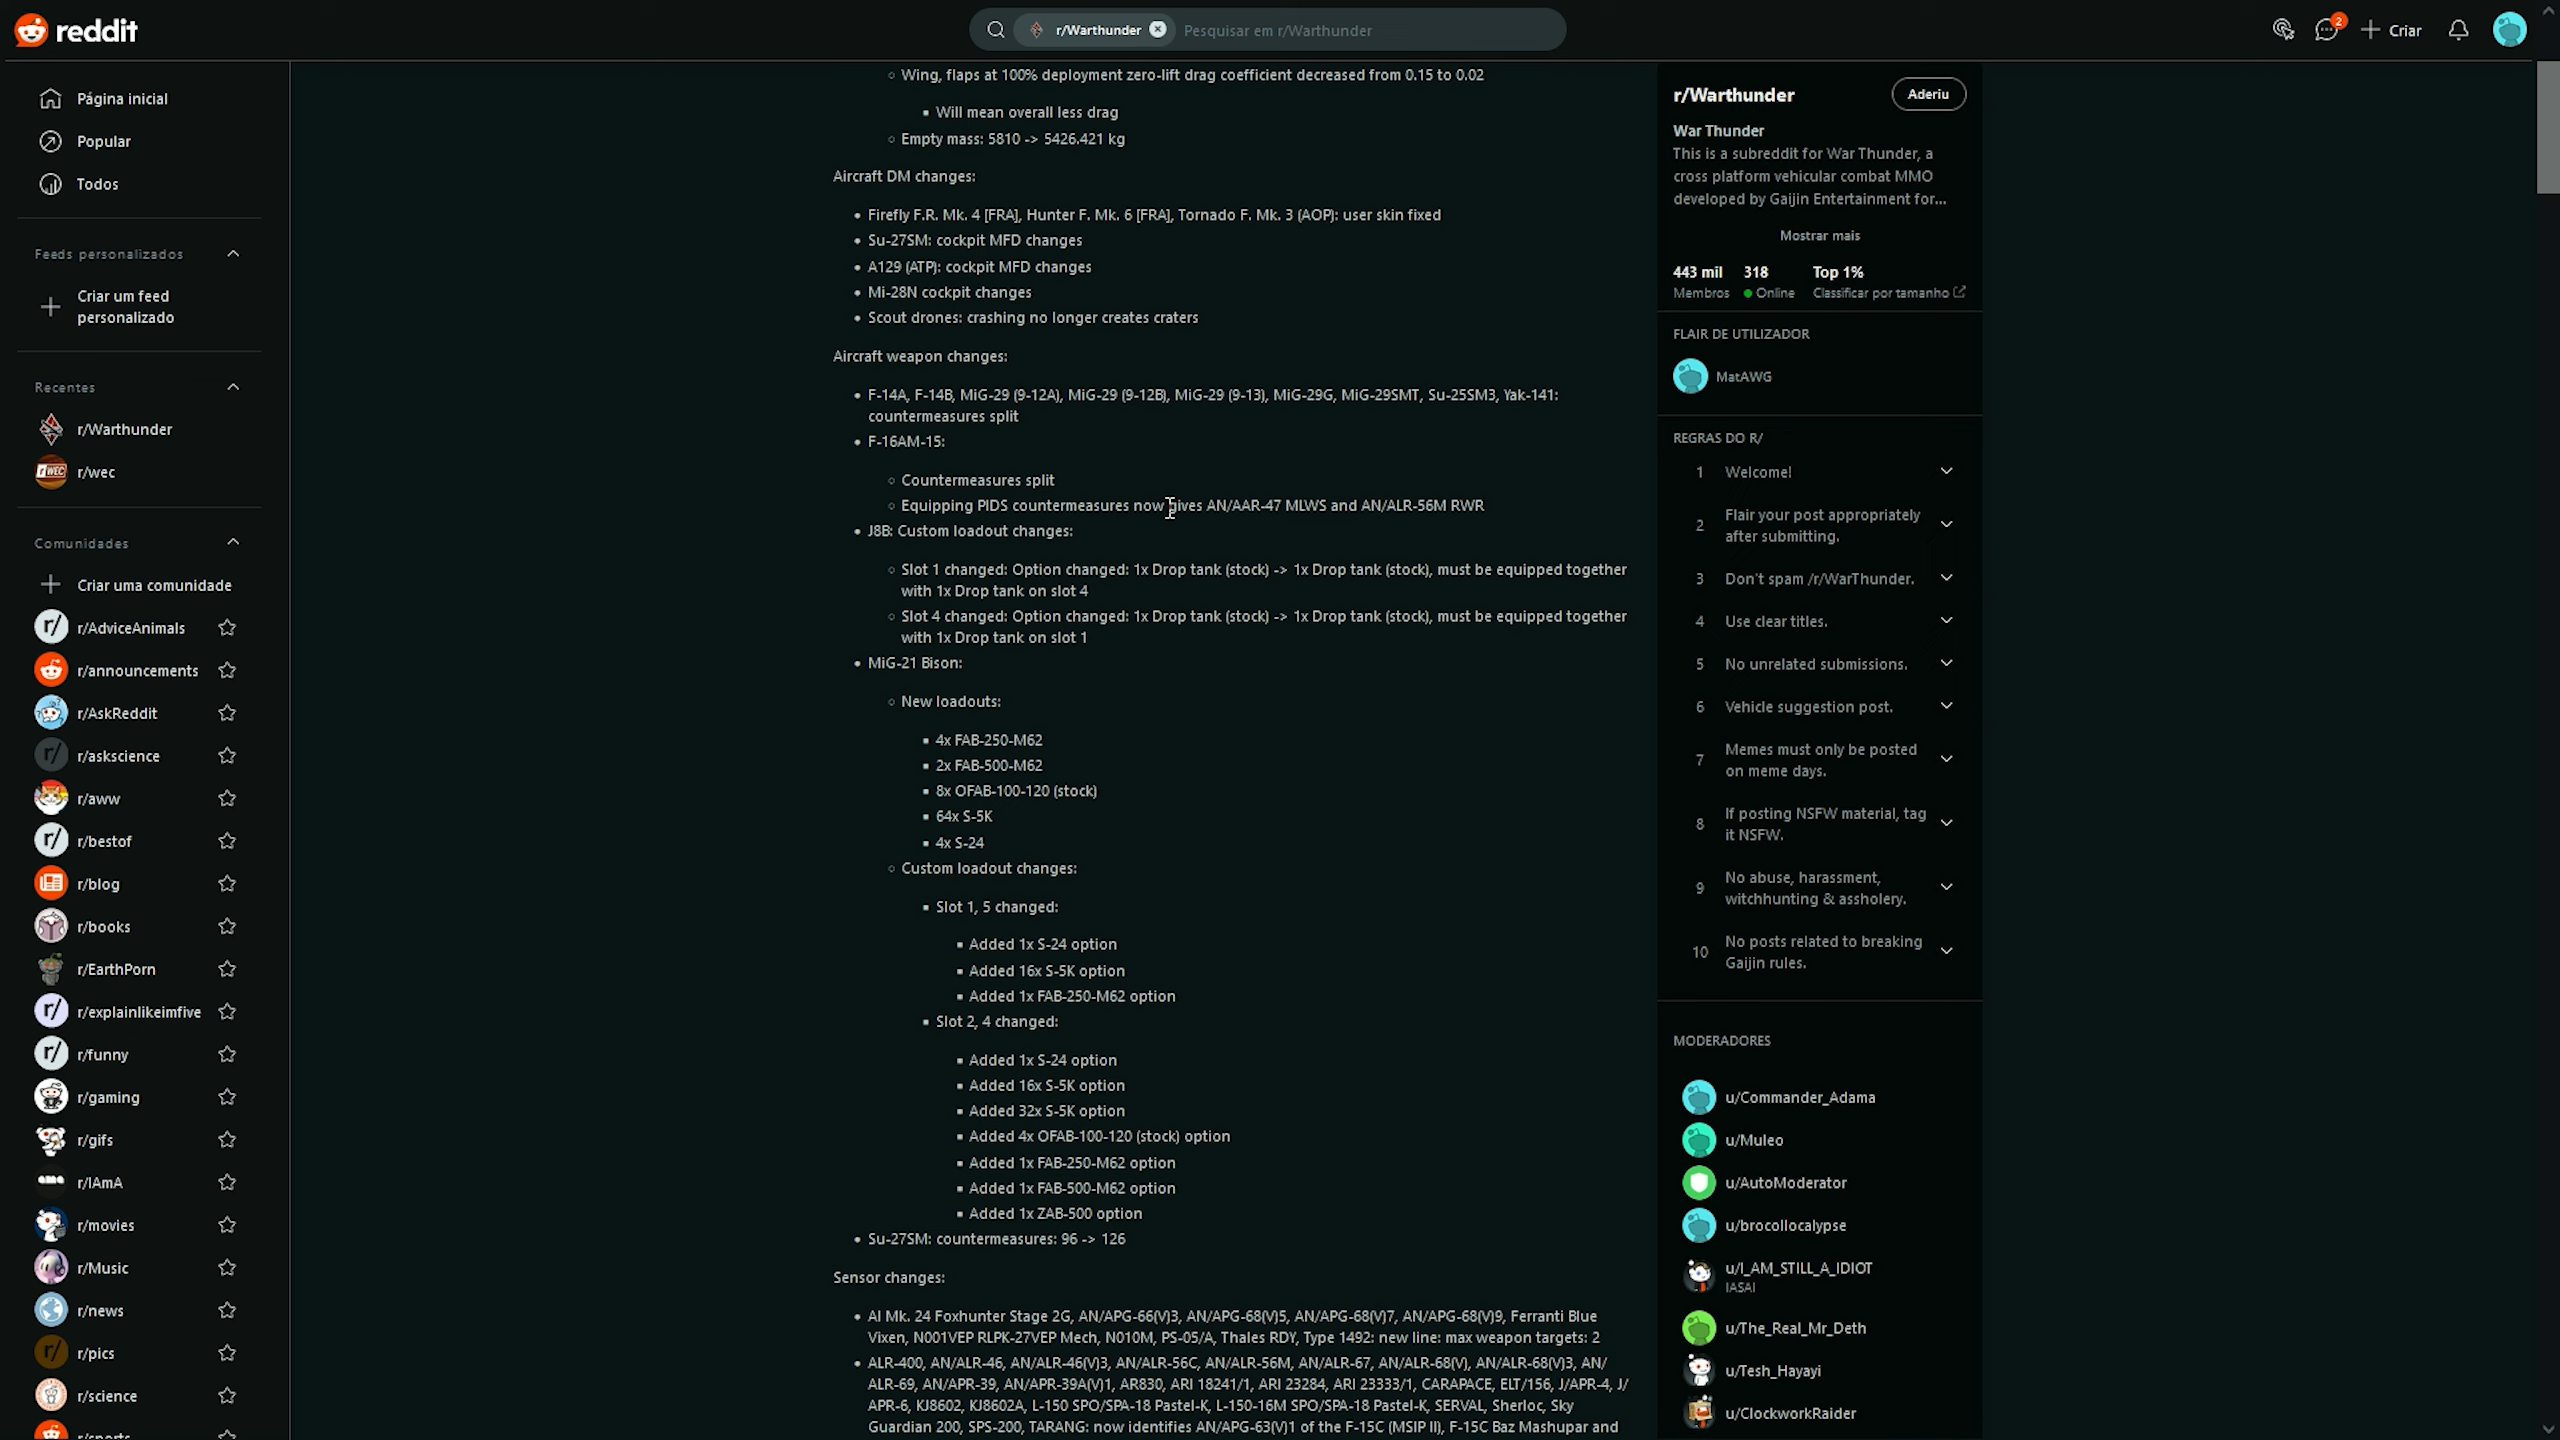 reddit
r/Warthunder
Pesquisar em r/Warthunder
2
Criar
Página inicial
Popular
Todos
Feeds personalizados
Criar um feed
personalizado
Recentes
r/Warthunder
r/wec
Comunidades
Criar uma comunidade
r/AdviceAnimals
r/announcements
r/AskReddit
r/askscience
r/aww
r/bestof
r/blog
r/books
r/EarthPorn
r/explainlikeimfive
r/funny
r/gaming
r/gifs
r/IAmA
r/movies
r/Music
r/news
r/pics
r/science
r/sports
Wing, flaps at 100% deployment zero-lift drag coefficient decreased from 0.15 to 0.02
Will mean overall less drag
Empty mass: 5810 -> 5426.421 kg
Aircraft DM changes:
Firefly F.R. Mk. 4 [FRA], Hunter F. Mk. 6 [FRA], Tornado F. Mk. 3 (AOP): user skin fixed
Su-27SM: cockpit MFD changes
A129 (ATP): cockpit MFD changes
Mi-28N cockpit changes
Scout drones: crashing no longer creates craters
Aircraft weapon changes:
F-14A, F-14B, MiG-29 (9-12A), MiG-29 (9-12B), MiG-29 (9-13), MiG-29G, MiG-29SMT, Su-25SM3, Yak-141:
countermeasures split
F-16AM-15:
Countermeasures split
Equipping PIDS countermeasures now gives AN/AAR-47 MLWS and AN/ALR-56M RWR
J8B: Custom loadout changes:
Slot 1 changed: Option changed: 1x Drop tank (stock) -> 1x Drop tank (stock), must be equipped together
with 1x Drop tank on slot 4
Slot 4 changed: Option changed: 1x Drop tank (stock) -> 1x Drop tank (stock), must be equipped together
with 1x Drop tank on slot 1
MiG-21 Bison:
New loadouts:
4x FAB-250-M62
2x FAB-500-M62
8x OFAB-100-120 (stock)
64x S-5K
4x S-24
Custom loadout changes:
Slot 1, 5 changed:
Added 1x S-24 option
Added 16x S-5K option
Added 1x FAB-250-M62 option
Slot 2, 4 changed:
Added 1x S-24 option
Added 16x S-5K option
Added 32x S-5K option
Added 4x OFAB-100-120 (stock) option
Added 1x FAB-250-M62 option
Added 1x FAB-500-M62 option
Added 1x ZAB-500 option
Su-27SM: countermeasures: 96 -> 126
Sensor changes:
AI Mk. 24 Foxhunter Stage 2G, AN/APG-66(V)3, AN/APG-68(V)5, AN/APG-68(V)7, AN/APG-68(V)9, Ferranti Blue
Vixen, N001VEP RLPK-27VEP Mech, N010M, PS-05/A, Thales RDY, Type 1492: new line: max weapon targets: 2
ALR-400, AN/ALR-46, AN/ALR-46(V)3, AN/ALR-56C, AN/ALR-56M, AN/ALR-67, AN/ALR-68(V), AN/ALR-68(V)3, AN/
ALR-69, AN/APR-39, AN/APR-39A(V)1, AR830, ARI 18241/1, ARI 23284, ARI 23333/1, CARAPACE, ELT/156, J/APR-4, J/
APR-6, KJ8602, KJ8602A, L-150 SPO/SPA-18 Pastel-K, L-150-16M SPO/SPA-18 Pastel-K, SERVAL, Sherloc, Sky
Guardian 200, SPS-200, TARANG: now identifies AN/APG-63(V)1 of the F-15C (MSIP II), F-15C Baz Mashupar and
r/Warthunder
Aderiu
War Thunder
This is a subreddit for War Thunder, a
cross platform vehicular combat MMO
developed by Gaijin Entertainment for...
Mostrar mais
443 mil 318 Top 1%
Membros Online Classificar por tamanho
FLAIR DE UTILIZADOR
MatAWG
REGRAS DO R/
1 Welcome!
2 Flair your post appropriately
after submitting.
3 Don't spam /r/WarThunder.
4 Use clear titles.
5 No unrelated submissions.
6 Vehicle suggestion post.
7 Memes must only be posted
on meme days.
8 If posting NSFW material, tag
it NSFW.
9 No abuse, harassment,
witchhunting & assholery.
10 No posts related to breaking
Gaijin rules.
MODERADORES
u/Commander_Adama
u/Muleo
u/AutoModerator
u/brocollocalypse
u/I_AM_STILL_A_IDIOT
IASAI
u/The_Real_Mr_Deth
u/Tesh_Hayayi
u/ClockworkRaider